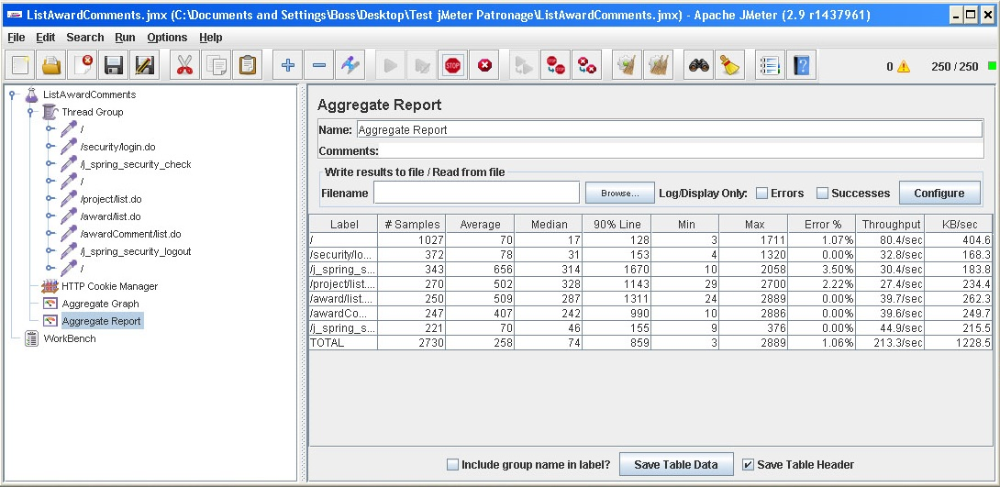 ListAwardComments.jmx (C:\Documents and Settings\Boss\Desktop\Test jMeter Patronage\ListAwardComments.jmx) - Apache JMeter (2.9 r1437961)
File Edit Search Run Options Help
STOP 0 250 / 250
ListAwardComments
Thread Group
/
/security/login.do
/j_spring_security_check
/
/project/list.do
/award/list.do
/awardComment/list.do
/j_spring_security_logout
/
HTTP Cookie Manager
Aggregate Graph
Aggregate Report
WorkBench
Aggregate Report
Name: Aggregate Report
Comments:
Write results to file / Read from file
Filename Browse... Log/Display Only: Errors Successes Configure
Label # Samples Average Median 90% Line Min Max Error % Throughput KB/sec
/ 1027 70 17 128 3 1711 1.07% 80.4/sec 404.6
/security/lo... 372 78 31 153 4 1320 0.00% 32.8/sec 168.3
/j_spring_s... 343 656 314 1670 10 2058 3.50% 30.4/sec 183.8
/project/list.... 270 502 328 1143 29 2700 2.22% 27.4/sec 234.4
/award/list.... 250 509 287 1311 24 2889 0.00% 39.7/sec 262.3
/awardCo... 247 407 242 990 10 2886 0.00% 39.6/sec 249.7
/j_spring_s... 221 70 46 155 9 376 0.00% 44.9/sec 215.5
TOTAL 2730 258 74 859 3 2889 1.06% 213.3/sec 1228.5
Include group name in label? Save Table Data Save Table Header